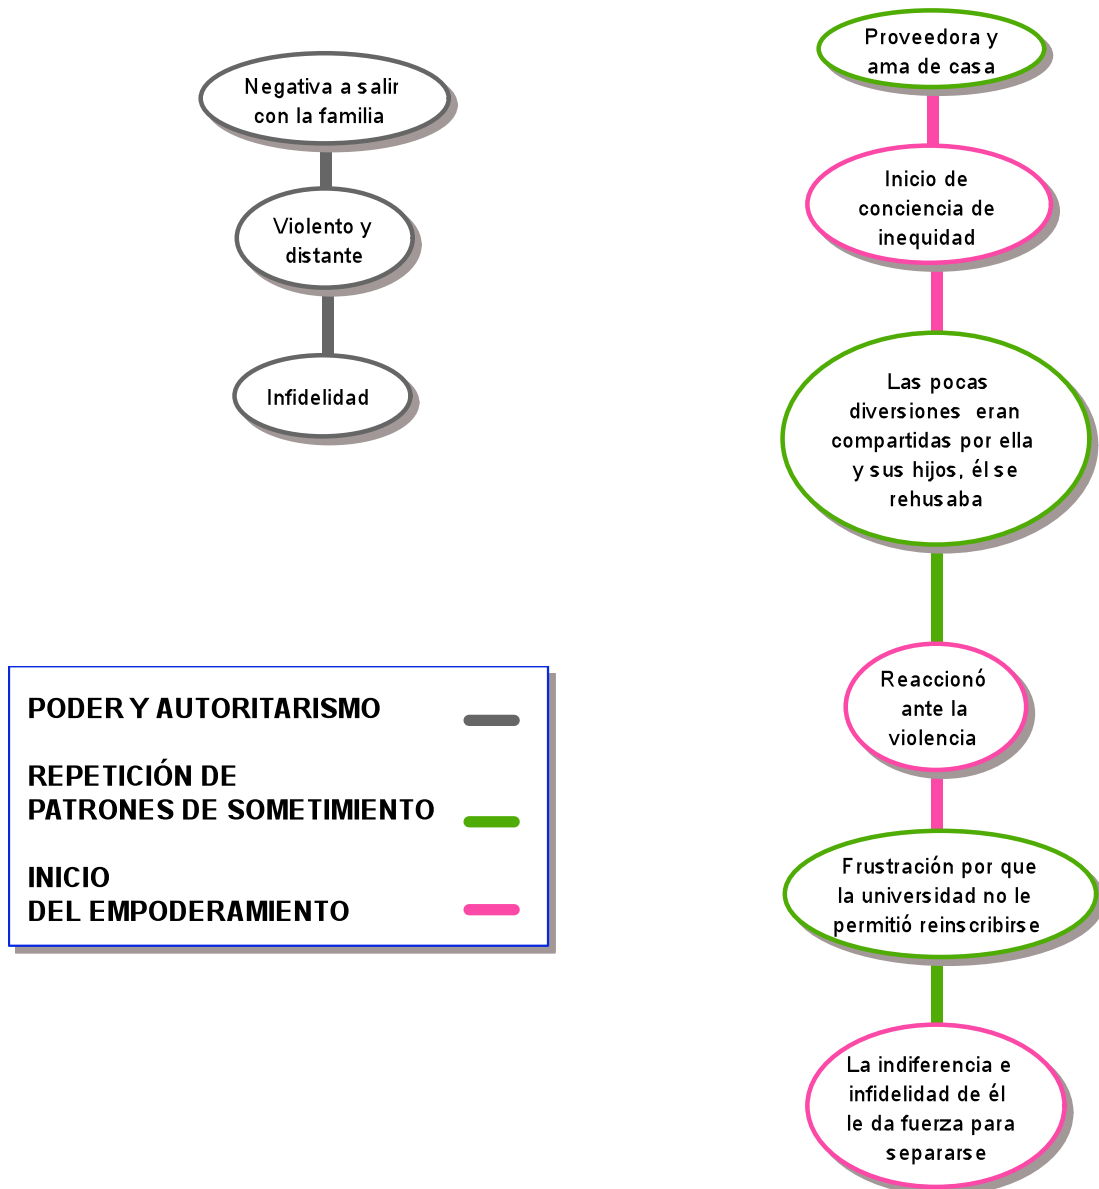 Negativa a salir
con la familia
Violento y
distante
Infidelidad
Proveedora y
ama de casa
Inicio de
conciencia de
inequidad
Las pocas
diversiones eran
compartidas por ella
y sus hijos, él se
rehusaba
Reaccionó
ante la
violencia
Frustración por que
la universidad no le
permitió reinscribirse
La indiferencia e
infidelidad de él
le da fuerza para
separarse
PODER Y AUTORITARISMO
REPETICIÓN DE
PATRONES DE SOMETIMIENTO
INICIO
DEL EMPODERAMIENTO